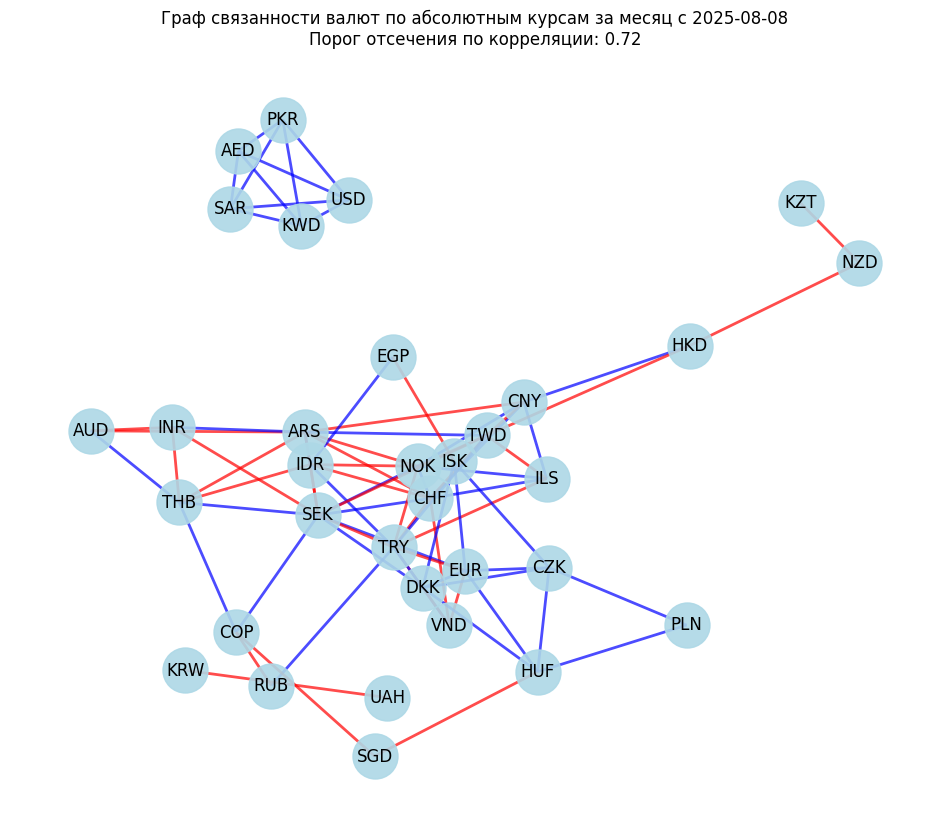 Граф связанности валют по абсолютным курсам за месяц с 2025-08-08
Порог отсечения по корреляции: 0.72
PKR
AED
USD
SAR
KWD
KZT
NZD
HKD
EGP
CNY
AUD
INR
ARS
TWD
IDR
NOK
ISK
ILS
THB
CHF
SEK
TRY
EUR
CZK
DKK
VND
PLN
COP
KRW
RUB
HUF
UAH
SGD